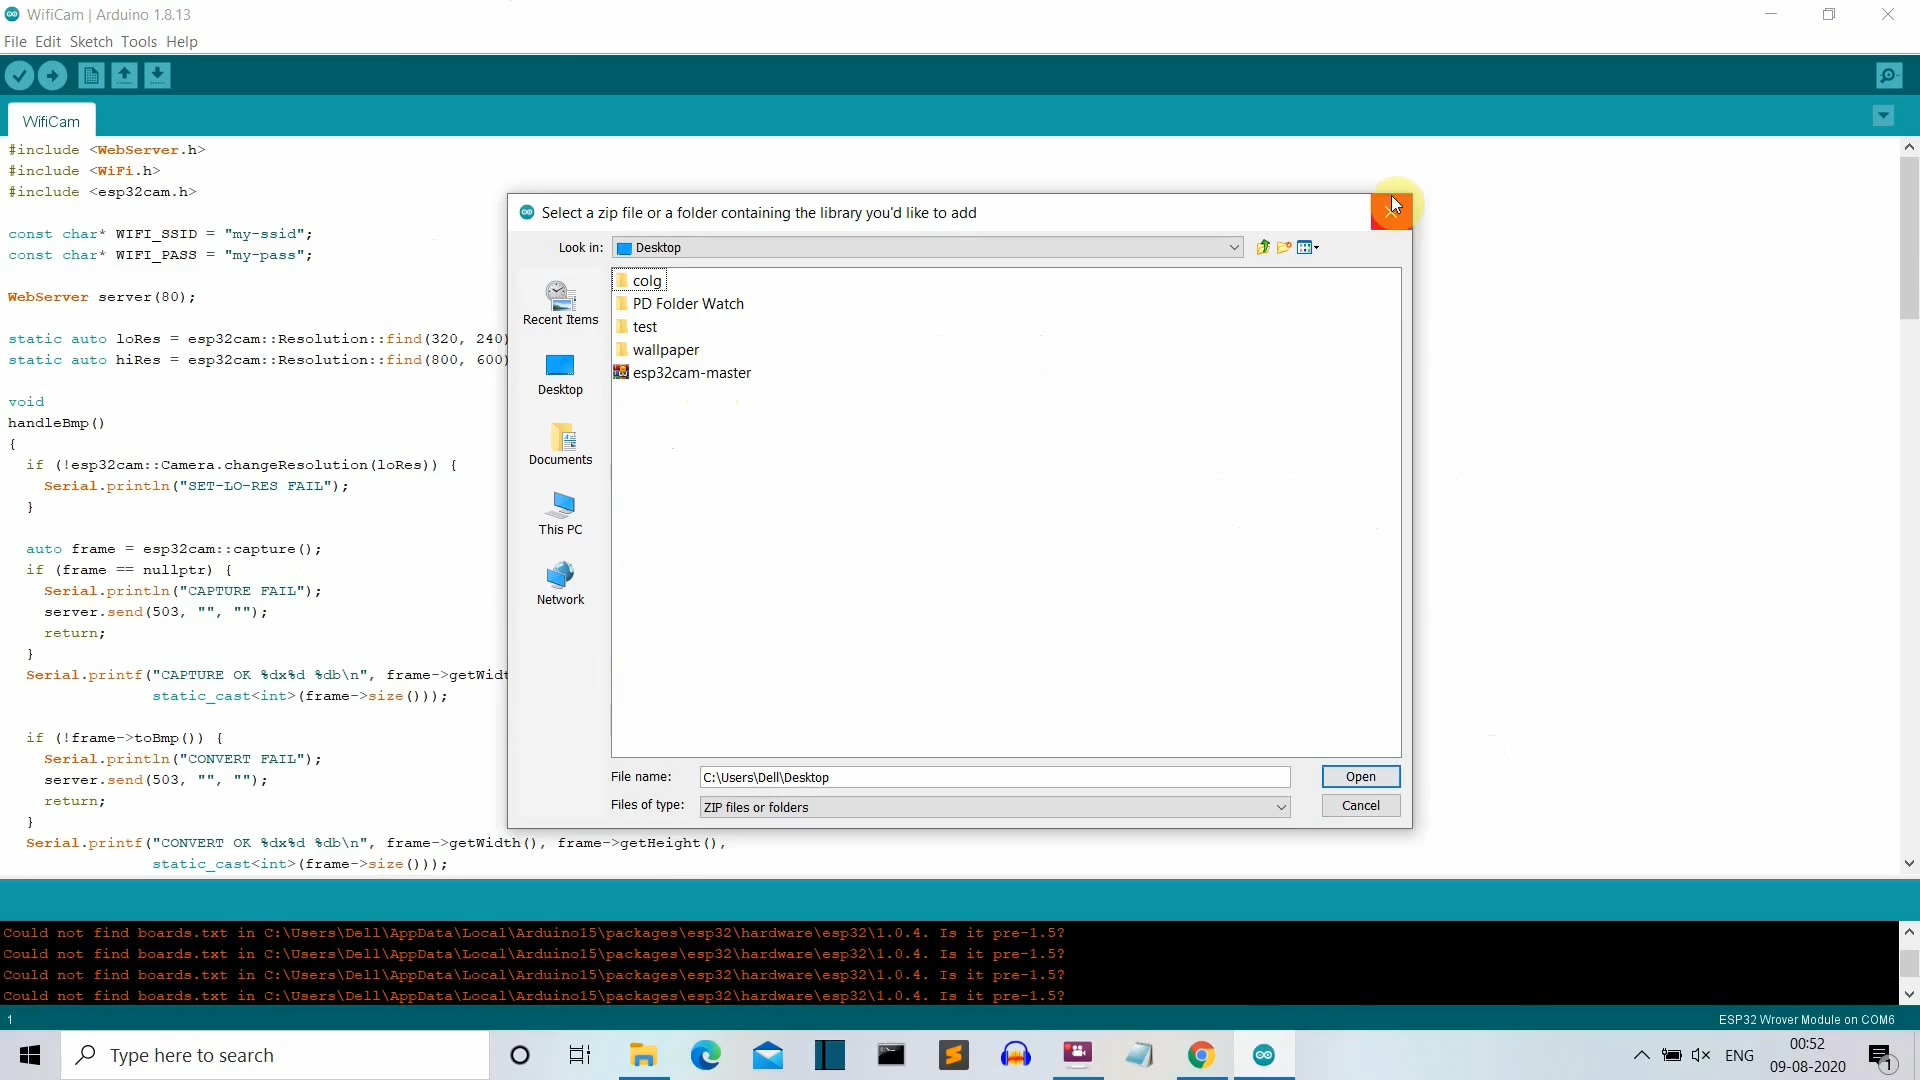 WifiCam | Arduino 1.8.13
File Edit Sketch Tools Help
WifiCam
#include <WebServer.h>
#include <WiFi.h>
#include <esp32cam.h>
const char* WIFI_SSID = "my-ssid";
const char* WIFI_PASS = "my-pass";
WebServer server(80);
static auto loRes = esp32cam::Resolution::find(320, 240)
static auto hiRes = esp32cam::Resolution::find(800, 600)
void
handleBmp()
{
if (!esp32cam::Camera.changeResolution(loRes)) {
Serial.println("SET-LO-RES FAIL");
}
auto frame = esp32cam::capture();
if (frame == nullptr) {
Serial.println("CAPTURE FAIL");
server.send(503, "", "");
return;
}
Serial.printf("CAPTURE OK %dx%d %db\n", frame->getWidt
static_cast<int>(frame->size()));
if (!frame->toBmp()) {
Serial.println("CONVERT FAIL");
server.send(503, "", "");
return;
}
Serial.printf("CONVERT OK %dx%d %db\n", frame->getWidth(), frame->getHeight(),
static_cast<int>(frame->size()));
Select a zip file or a folder containing the library you'd like to add
Look in: Desktop
Recent Items
Desktop
Documents
This PC
Network
colg
PD Folder Watch
test
wallpaper
esp32cam-master
File name: C:\Users\Dell\Desktop Open
Files of type: ZIP files or folders Cancel
Could not find boards.txt in C:\Users\Dell\AppData\Local\Arduino15\packages\esp32\hardware\esp32\1.0.4. Is it pre-1.5?
Could not find boards.txt in C:\Users\Dell\AppData\Local\Arduino15\packages\esp32\hardware\esp32\1.0.4. Is it pre-1.5?
Could not find boards.txt in C:\Users\Dell\AppData\Local\Arduino15\packages\esp32\hardware\esp32\1.0.4. Is it pre-1.5?
Could not find boards.txt in C:\Users\Dell\AppData\Local\Arduino15\packages\esp32\hardware\esp32\1.0.4. Is it pre-1.5?
1 ESP32 Wrover Module on COM6
Type here to search
ENG
00:52
09-08-2020
1